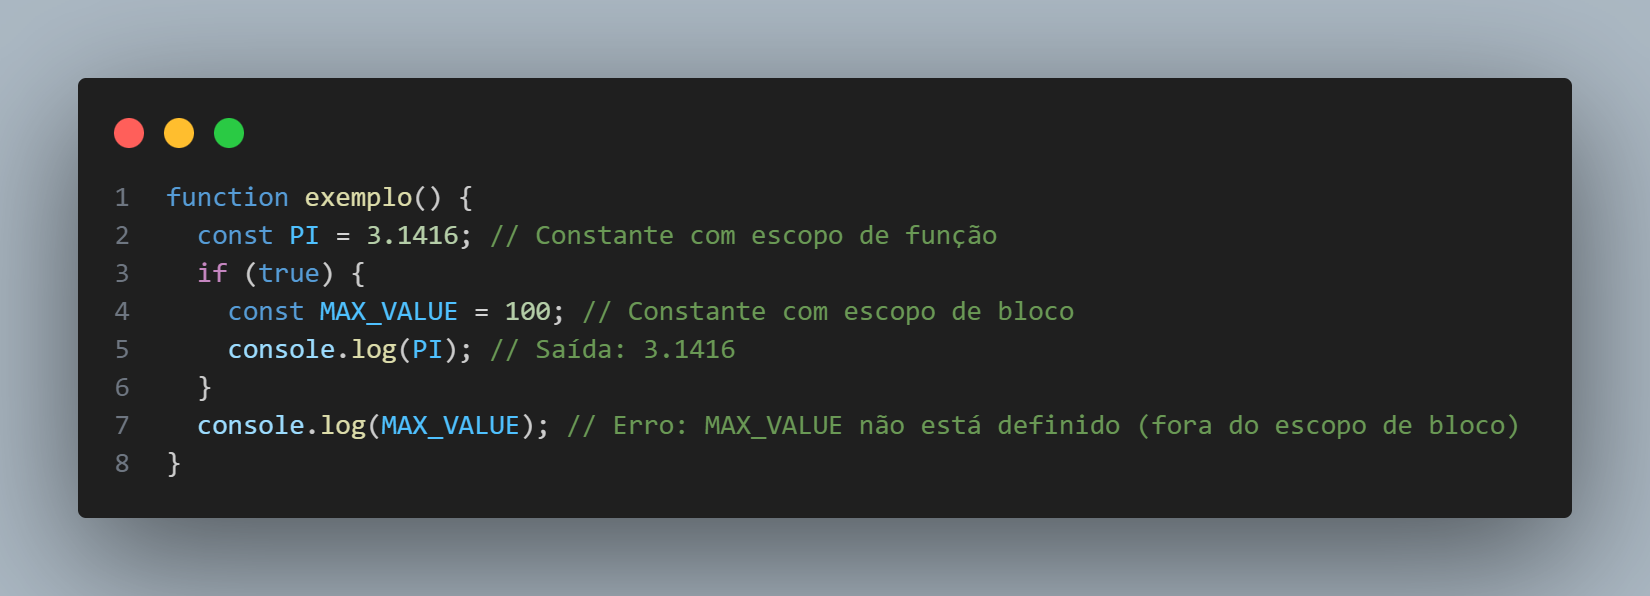 1 function exemplo() {
2 const PI = 3.1416; // Constante com escopo de função
3 if (true) {
4 const MAX_VALUE = 100; // Constante com escopo de bloco
5 console.log(PI); // Saída: 3.1416
6 }
7 console.log(MAX_VALUE); // Erro: MAX_VALUE não está definido (fora do escopo de bloco)
8 }